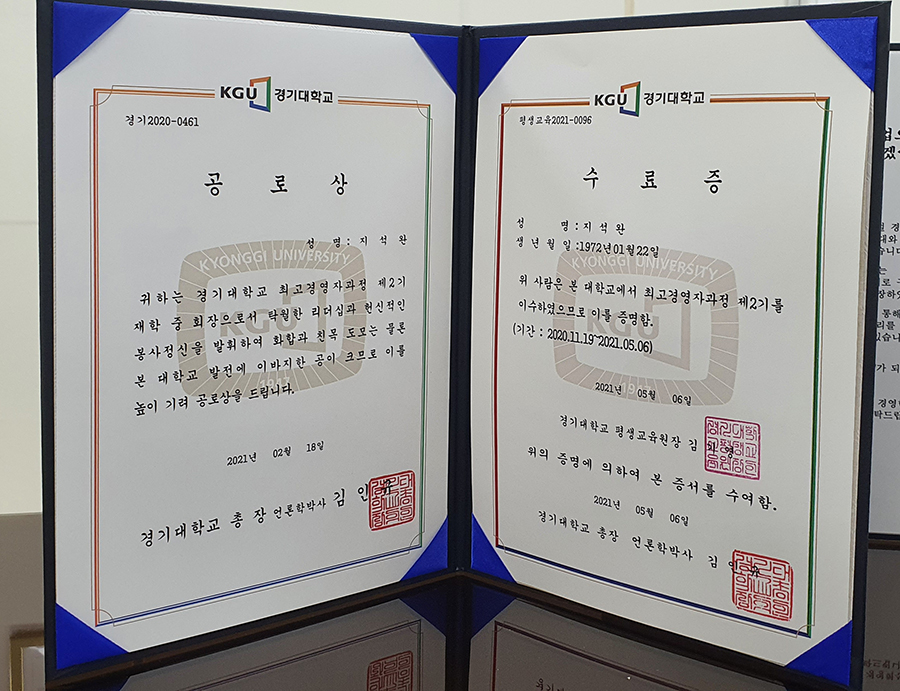 KGU 경기대학교
경기2020-0461
공 로 상
성 명 : 지 석 완
귀하는 경기대학교 최고경영자과정 제2기
재학 중 회장으로서 탁월한 리더십과 헌신적인
봉사정신을 발휘하여 화합과 친목 도모는 물론
본 대학교 발전에 이바지한 공이 크므로 이를
높이 기려 공로상을 드립니다.
KYONGGI UNIVERSITY
KGU
1947
2021년 02월 18일
경기대학교 총 장 언론학박사 김 인
KGU 경기대학교
평생교육2021-0096
수 료 증
성 명 : 지 석 완
생 년 월 일 :1972년01월22일
위 사람은 본 대학교에서 최고경영자과정 제2기를
이수하였으므로 이를 증명함.
(기간 : 2020.11.19~2021.05.06)
KYONGGI UNIVERSITY
KGU
1947
2021년 05월 06일
경기대학교 평생교육원장 김
위의 증명에 의하여 본 증서를 수여함.
2021년 05월 06일
경기대학교 총장 언론학박사 김 인